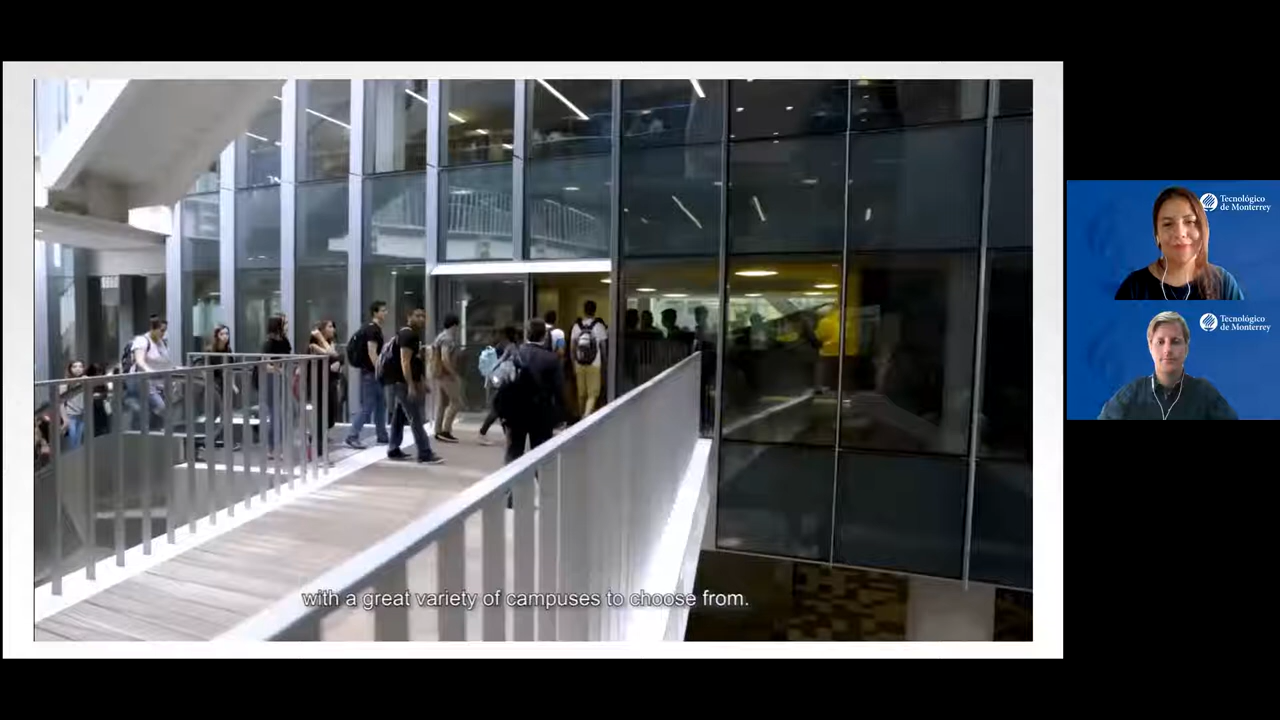 with a great variety of campuses to choose from.
Tecnológico
de Monterrey
Tecnológico
de Monterrey